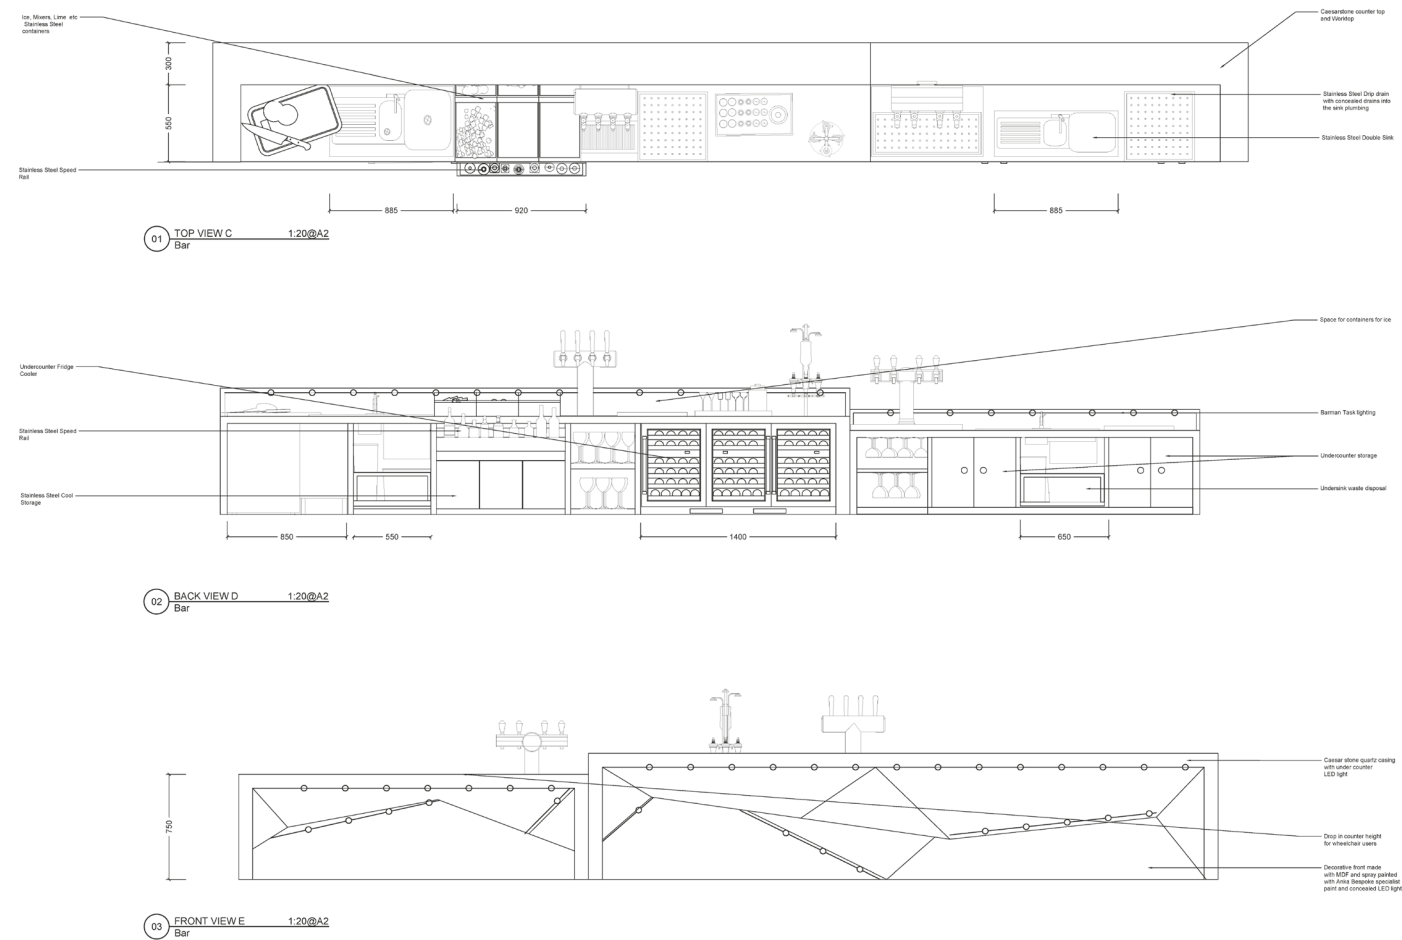 Ice, Mixers, Lime etc
Stainless Steel
containers
Caesarstone counter top
and Worktop
300
550
Stainless Steel Drip drain
with concealed drains into
the sink plumbing
Stainless Steel Double Sink
Stainless Steel Speed
Rail
885
920
885
01
TOP VIEW C
1:20@A2
Bar
Space for containers for ice
Undercounter Fridge
Cooler
Barman Task lighting
Stainless Steel Speed
Rail
Undercounter storage
Stainless Steel Cool
Storage
Undersink waste disposal
850
550
1400
650
02
BACK VIEW D
1:20@A2
Bar
Caesar stone quartz casing
with under counter
LED light
750
Drop in counter height
for wheelchair users
Decorative front made
with MDF and spray painted
with Anka Bespoke specialist
paint and concealed LED light
03
FRONT VIEW E
1:20@A2
Bar